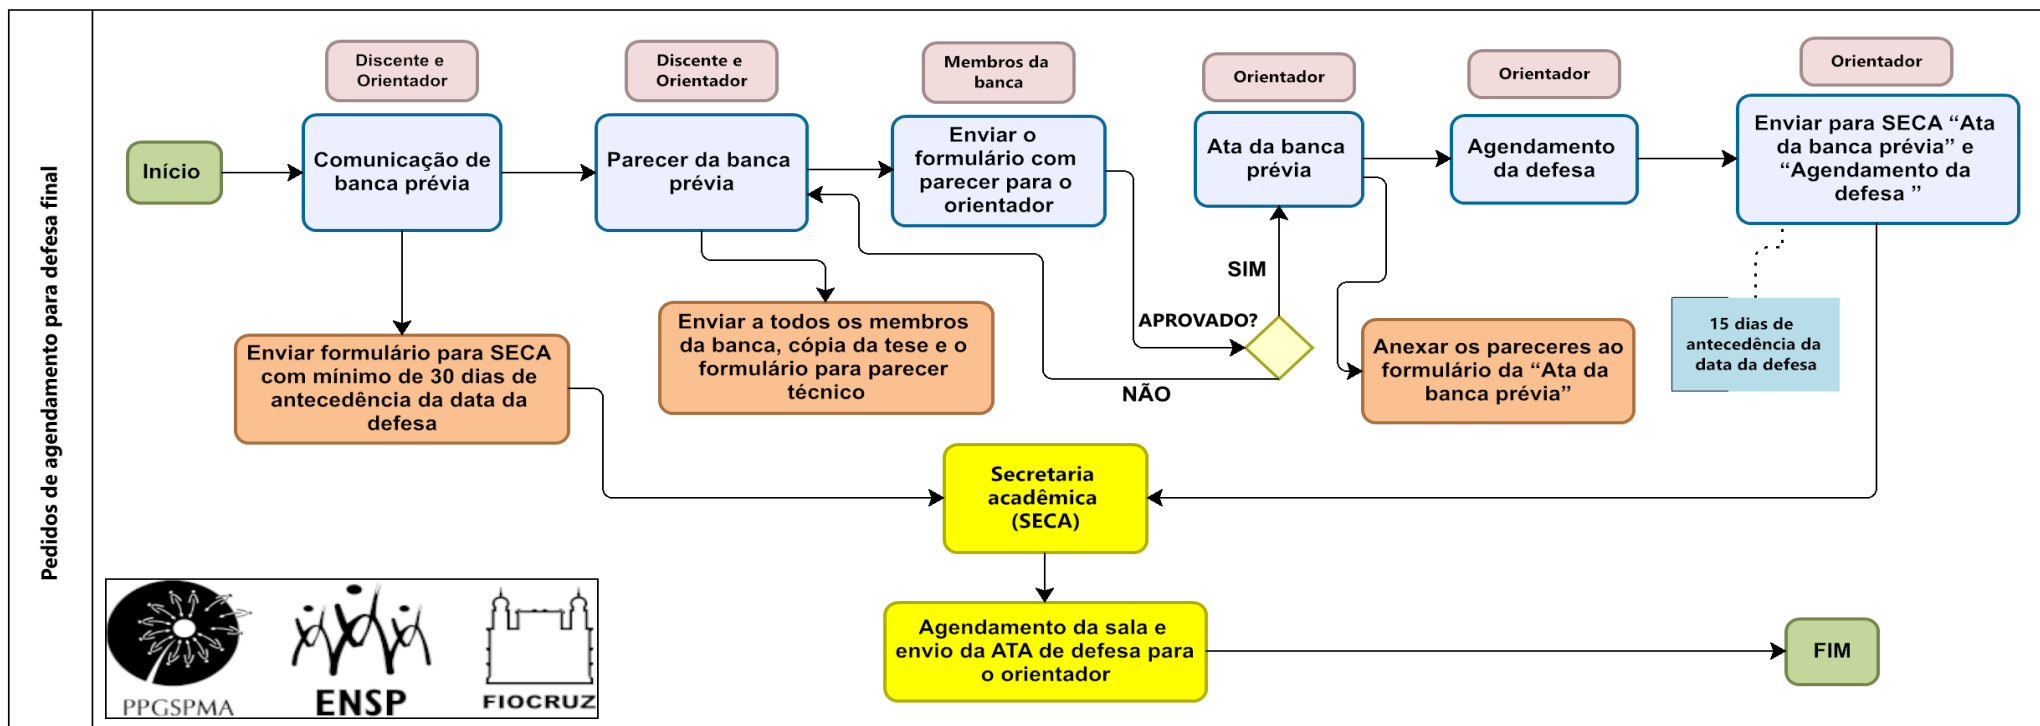 Pedidos de agendamento para defesa final
Início
Discente e
Orientador
Comunicação de
banca prévia
Enviar formulário para SECA
com mínimo de 30 dias de
antecedência da data da
defesa
Discente e
Orientador
Parecer da banca
prévia
Enviar a todos os membros
da banca, cópia da tese e o
formulário para parecer
técnico
Membros da
banca
Enviar o
formulário com
parecer para o
orientador
APROVADO?
SIM
NÃO
Orientador
Ata da banca
prévia
Anexar os pareceres ao
formulário da “Ata da
banca prévia”
Orientador
Agendamento
da defesa
Orientador
Enviar para SECA “Ata
da banca prévia” e
“Agendamento da
defesa ”
15 dias de
antecedência da
data da defesa
Secretaria
acadêmica
(SECA)
Agendamento da sala e
envio da ATA de defesa para
o orientador
FIM
PPGSPMA
ENSP
FIOCRUZ